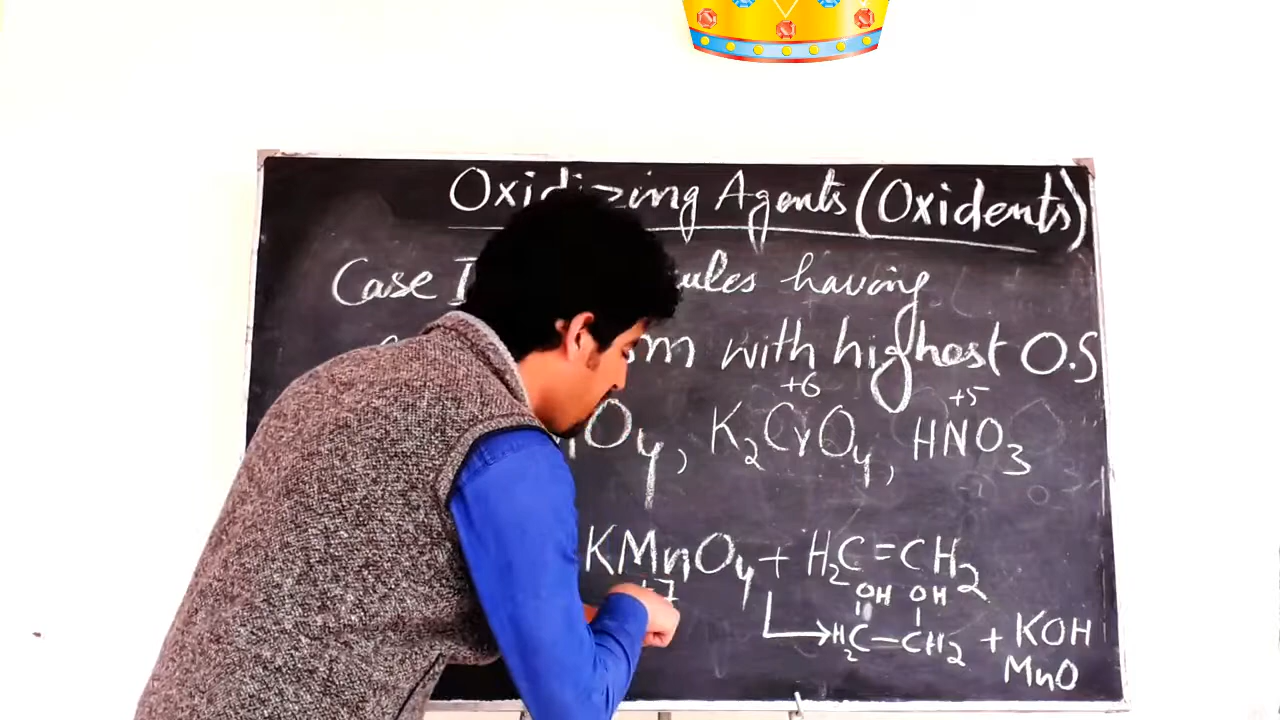 Oxidizing Agents (Oxidents)
Case I ules having
m with highest O.S
+6 +5
O4, K2CrO4, HNO3
KMnO4 + H2C=CH2
+7
OH OH
H2C-CH2 + KOH
MnO